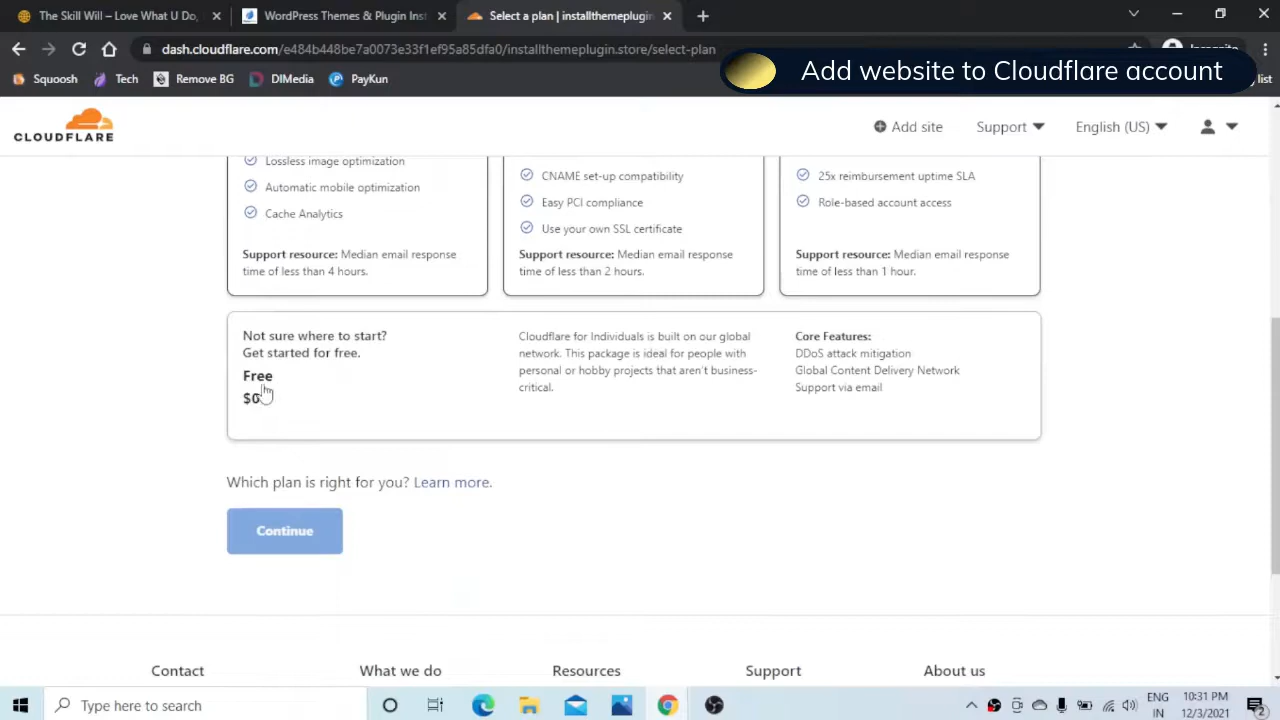 The Skill Will – Love What U Do,
WordPress Themes & Plugin Inst
Select a plan | installthemeplugin
dash.cloudflare.com/e484b448be7a0073e33f1ef95a85dfa0/installthemeplugin.store/select-plan
Squoosh
Tech
Remove BG
DIMedia
PayKun
list
Add website to Cloudflare account
CLOUDFLARE
Add site
Support
English (US)
Lossless image optimization
Automatic mobile optimization
Cache Analytics
Support resource: Median email response
time of less than 4 hours.
CNAME set-up compatibility
Easy PCI compliance
Use your own SSL certificate
Support resource: Median email response
time of less than 2 hours.
25x reimbursement uptime SLA
Role-based account access
Support resource: Median email response
time of less than 1 hour.
Not sure where to start?
Get started for free.
Free
$0
Cloudflare for Individuals is built on our global
network. This package is ideal for people with
personal or hobby projects that aren't business-
critical.
Core Features:
DDoS attack mitigation
Global Content Delivery Network
Support via email
Which plan is right for you? Learn more.
Continue
Contact
What we do
Resources
Support
About us
Type here to search
ENG
IN
10:31 PM
12/3/2021
2